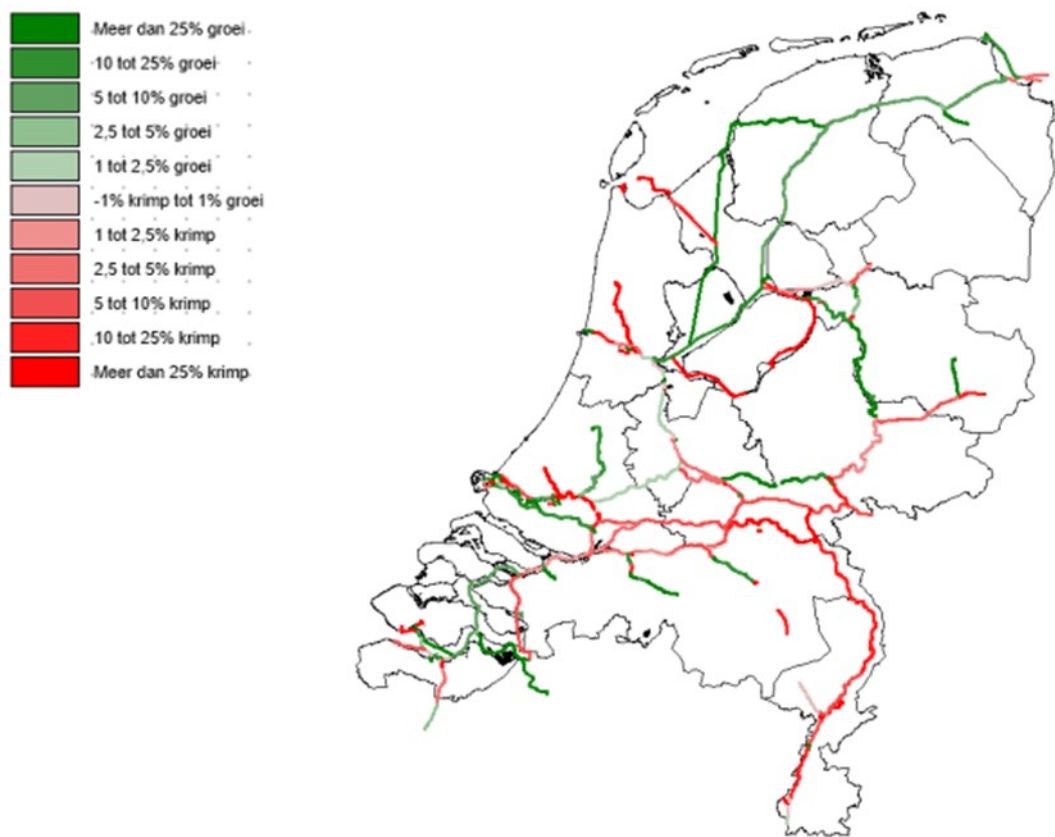 Meer dan 25% groei
10 tot 25% groei
5 tot 10% groei
2,5 tot 5% groei
1 tot 2,5% groei
-1% krimp tot 1% groei
1 tot 2,5% krimp
2,5 tot 5% krimp
5 tot 10% krimp
10 tot 25% krimp
Meer dan 25% krimp